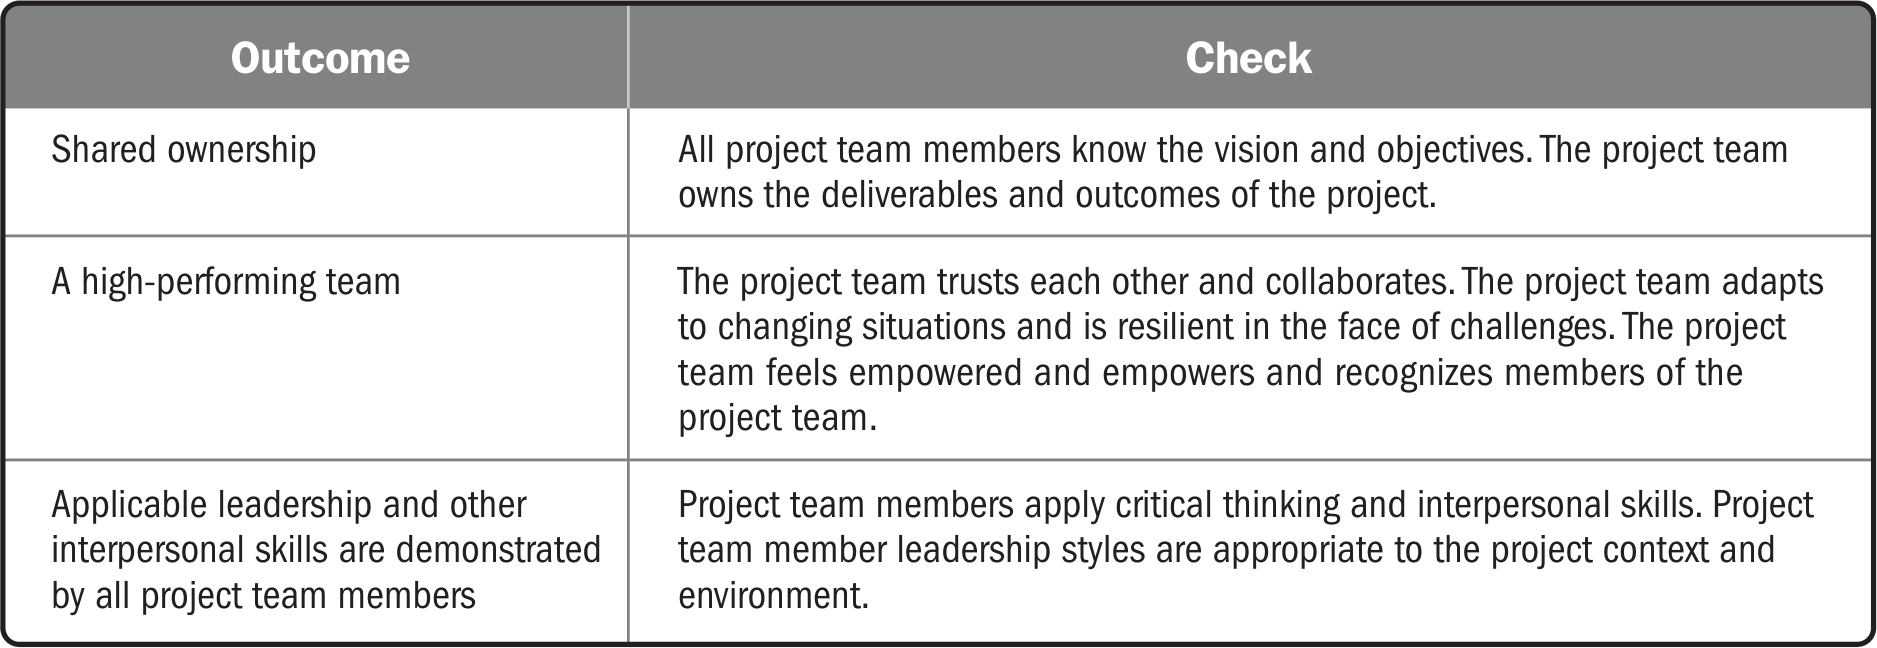 Outcome
Check
Shared ownership
All project team members know the vision and objectives. The project team
owns the deliverables and outcomes of the project.
A high-performing team
The project team trusts each other and collaborates. The project team adapts
to changing situations and is resilient in the face of challenges. The project
team feels empowered and empowers and recognizes members of the
project team.
Applicable leadership and other
interpersonal skills are demonstrated
by all project team members
Project team members apply critical thinking and interpersonal skills. Project
team member leadership styles are appropriate to the project context and
environment.